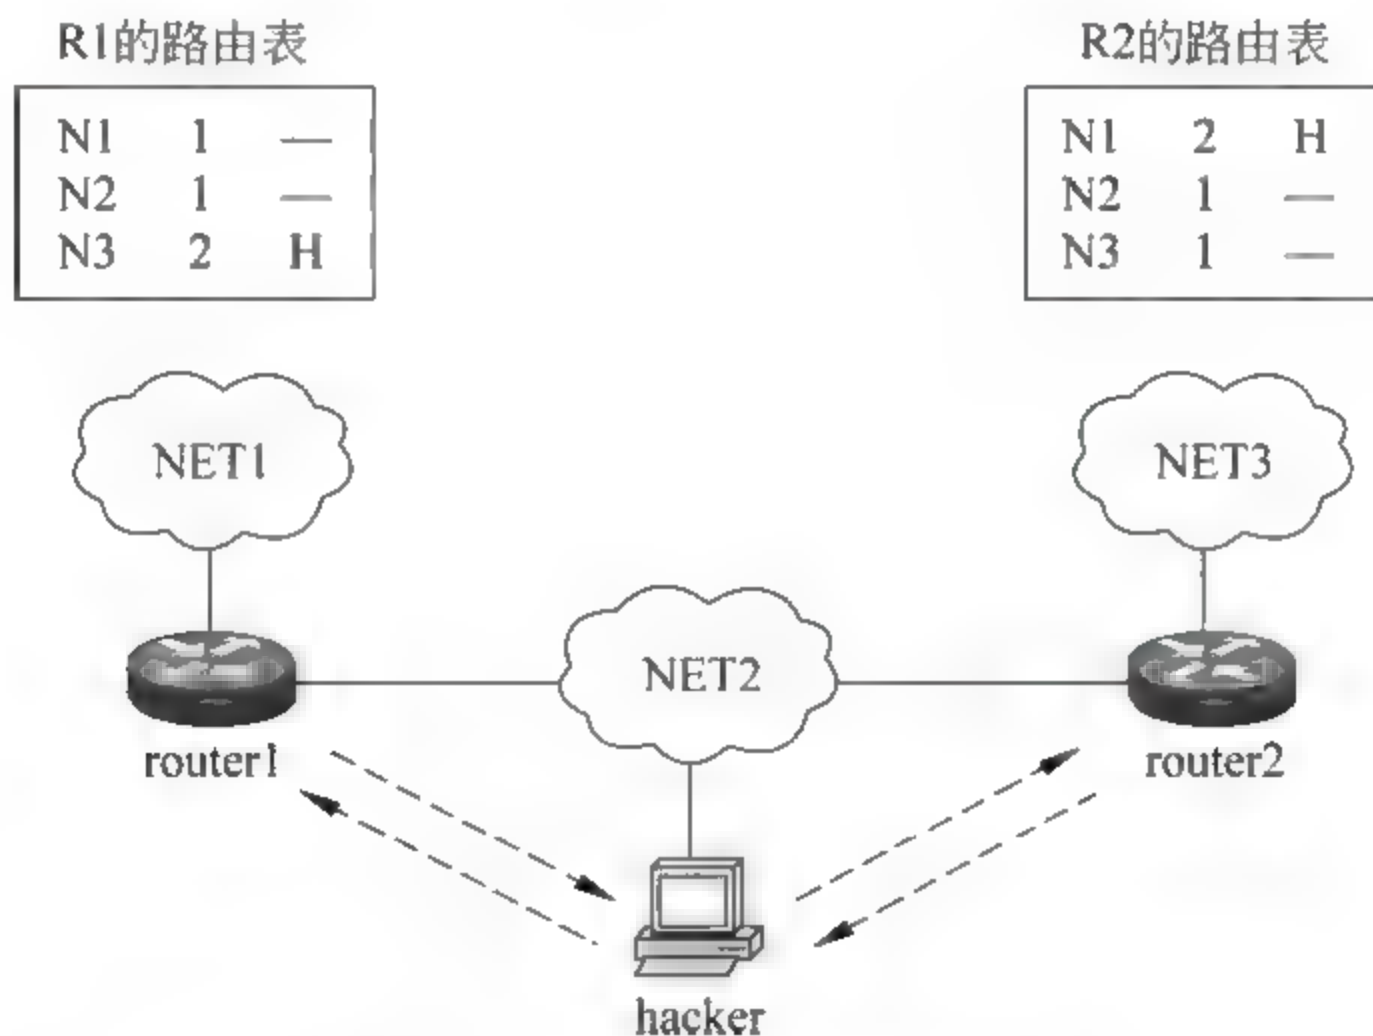 R1的路由表
N1 1 —
N2 1 —
N3 2 H
R2的路由表
N1 2 H
N2 1 —
N3 1 —
NET1
NET3
NET2
router1
router2
hacker